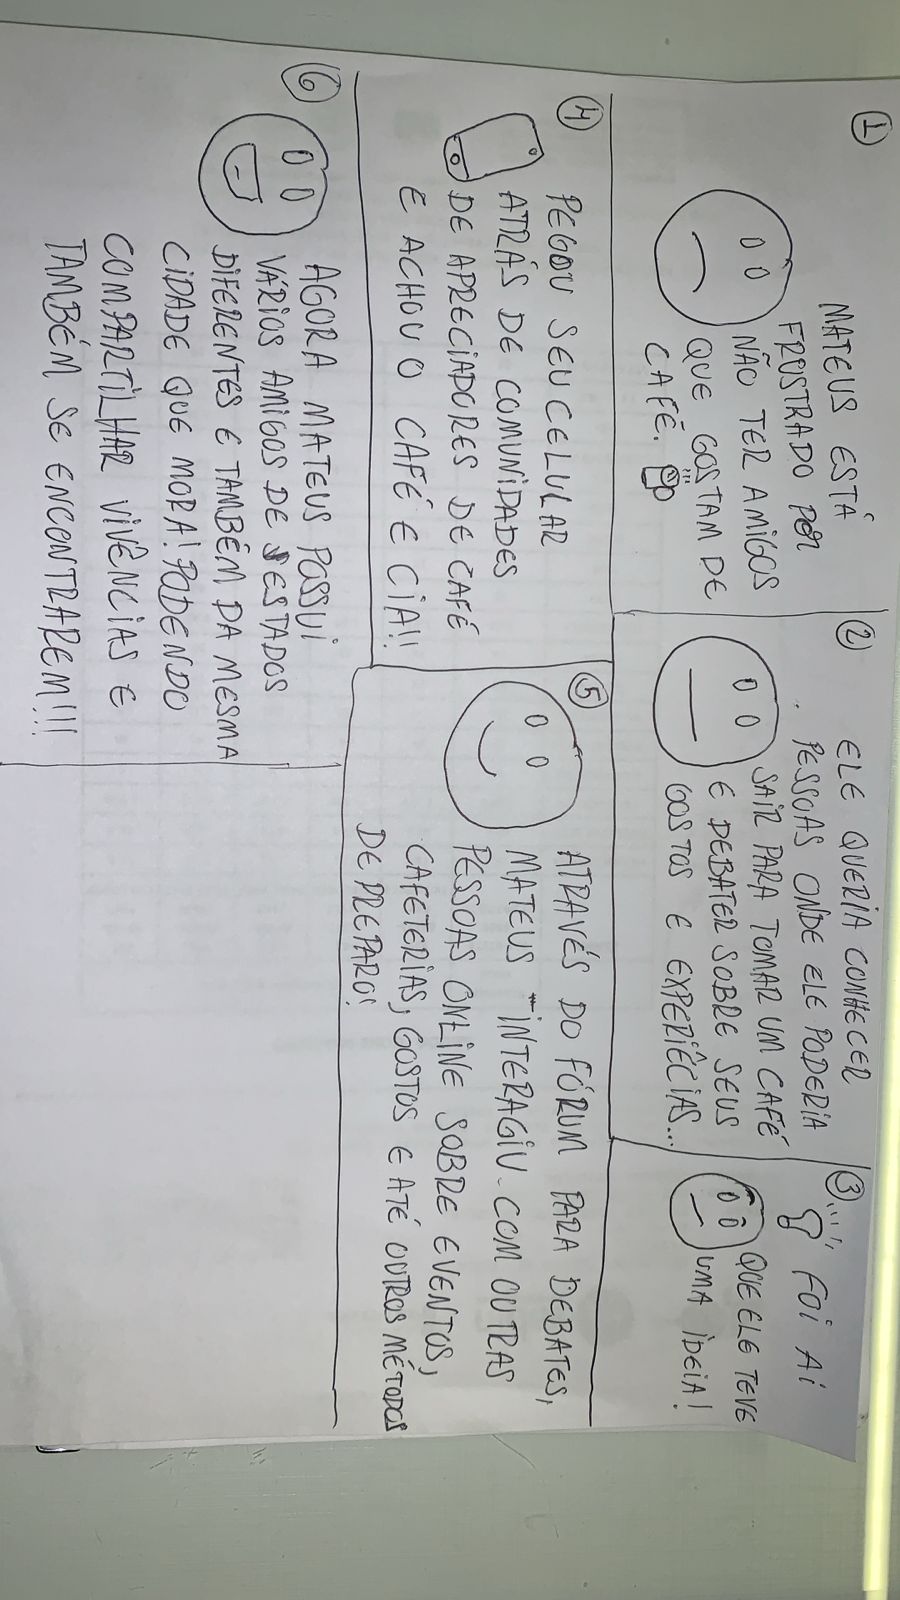 1
MATEUS ESTÁ
FRUSTRADO POR
NÃO TER AMIGOS
QUE GOSTAM DE
CAFÉ.
2
ELE QUERIA CONHECER
PESSOAS ONDE ELE PODERIA
SAIR PARA TOMAR UM CAFÉ
E DEBATER SOBRE SEUS
GOSTOS E EXPERIÊCIAS...
3
FOI AI
QUE ELE TEVE
UMA IDEIA!
4
PEGOU SEU CELULAR
ATRÁS DE COMUNIDADES
DE APRECIADORES DE CAFÉ
E ACHOU O CAFÉ E CIA!!
5
ATRAVÉS DO FÓRUM PARA DEBATES,
MATEUS INTERAGIU COM OUTRAS
PESSOAS ONLINE SOBRE EVENTOS,
CAFETERIAS, GOSTOS E ATÉ OUTROS MÉTODOS
DE PREPARO!
6
AGORA MATEUS POSSUI
VÁRIOS AMIGOS DE ESTADOS
DIFERENTES E TAMBÉM DA MESMA
CIDADE QUE MORA! PODENDO
COMPARTILHAR VIVÊNCIAS E
TAMBÉM SE ENCONTRAREM!!!